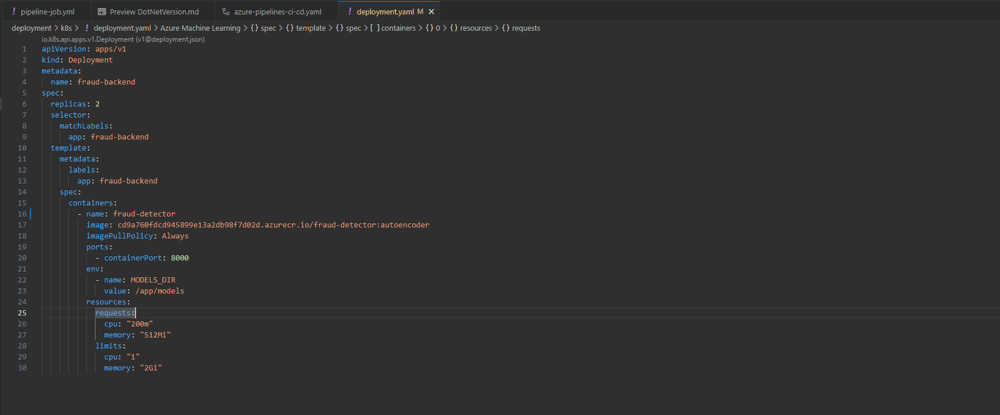 pipeline-job.yml Preview DotNetVersion.md azure-pipelines-ci-cd.yaml deployment.yaml M
deployment > k8s > ! deployment.yaml > Azure Machine Learning > {} spec > {} template > {} spec > [ ] containers > {} 0 > {} resources > {} requests
io.k8s.api.apps.v1.Deployment (v1@deployment.json)
1 apiVersion: apps/v1
2 kind: Deployment
3 metadata:
4   name: fraud-backend
5 spec:
6   replicas: 2
7   selector:
8     matchLabels:
9       app: fraud-backend
10   template:
11     metadata:
12       labels:
13         app: fraud-backend
14     spec:
15       containers:
16         - name: fraud-detector
17           image: cd9a760fdcd945899e13a2db98f7d02d.azurecr.io/fraud-detector:autoencoder
18           imagePullPolicy: Always
19           ports:
20             - containerPort: 8000
21           env:
22             - name: MODELS_DIR
23               value: /app/models
24           resources:
25             requests:
26               cpu: "200m"
27               memory: "512Mi"
28             limits:
29               cpu: "1"
30               memory: "2Gi"